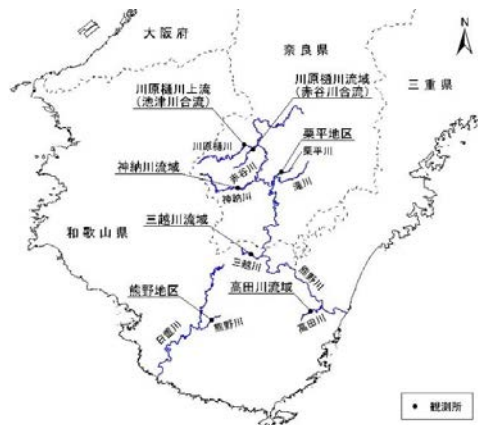 N
大阪府
奈良県
三重県
川原樋川上流
(池津川合流)
川原樋川流域
(赤谷川合流)
栗平地区
栗平川
川原樋川
赤谷川
滝川
神納川流域
神納川
和歌山県
三越川流域
三越川
熊野川
熊野地区
高田川流域
日置川
熊野川
高田川
● 観測所